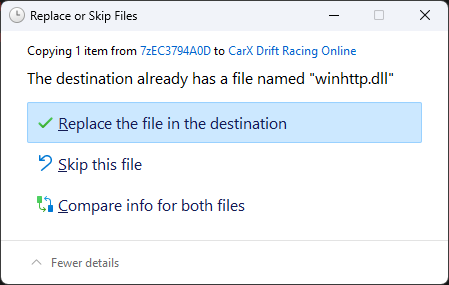 Replace or Skip Files
Copying 1 item from 7zEC3794A0D to CarX Drift Racing Online
The destination already has a file named "winhttp.dll"
Replace the file in the destination
Skip this file
Compare info for both files
Fewer details